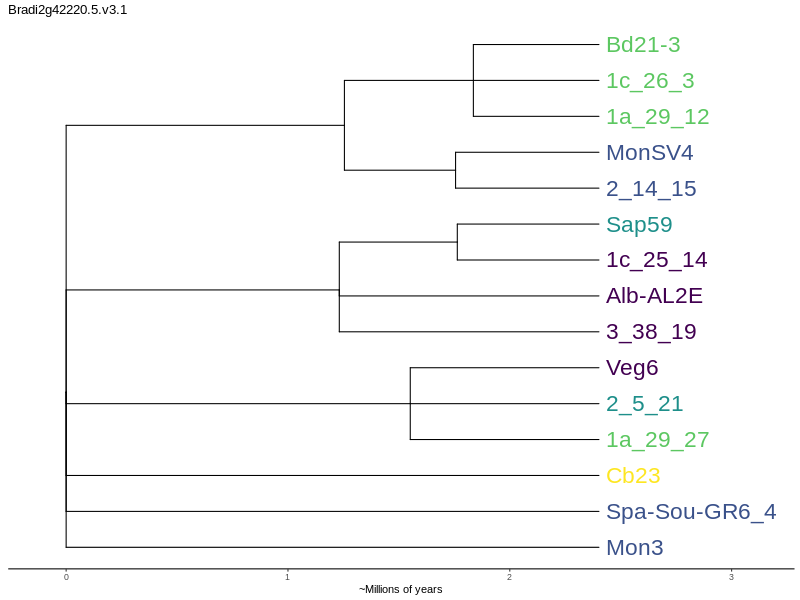 Bradi2g42220.5.v3.1
Bd21-3
1c_26_3
1a_29_12
MonSV4
2_14_15
Sap59
1c_25_14
Alb-AL2E
3_38_19
Veg6
2_5_21
1a_29_27
Cb23
Spa-Sou-GR6_4
Mon3
0 1 2 3
~Millions of years